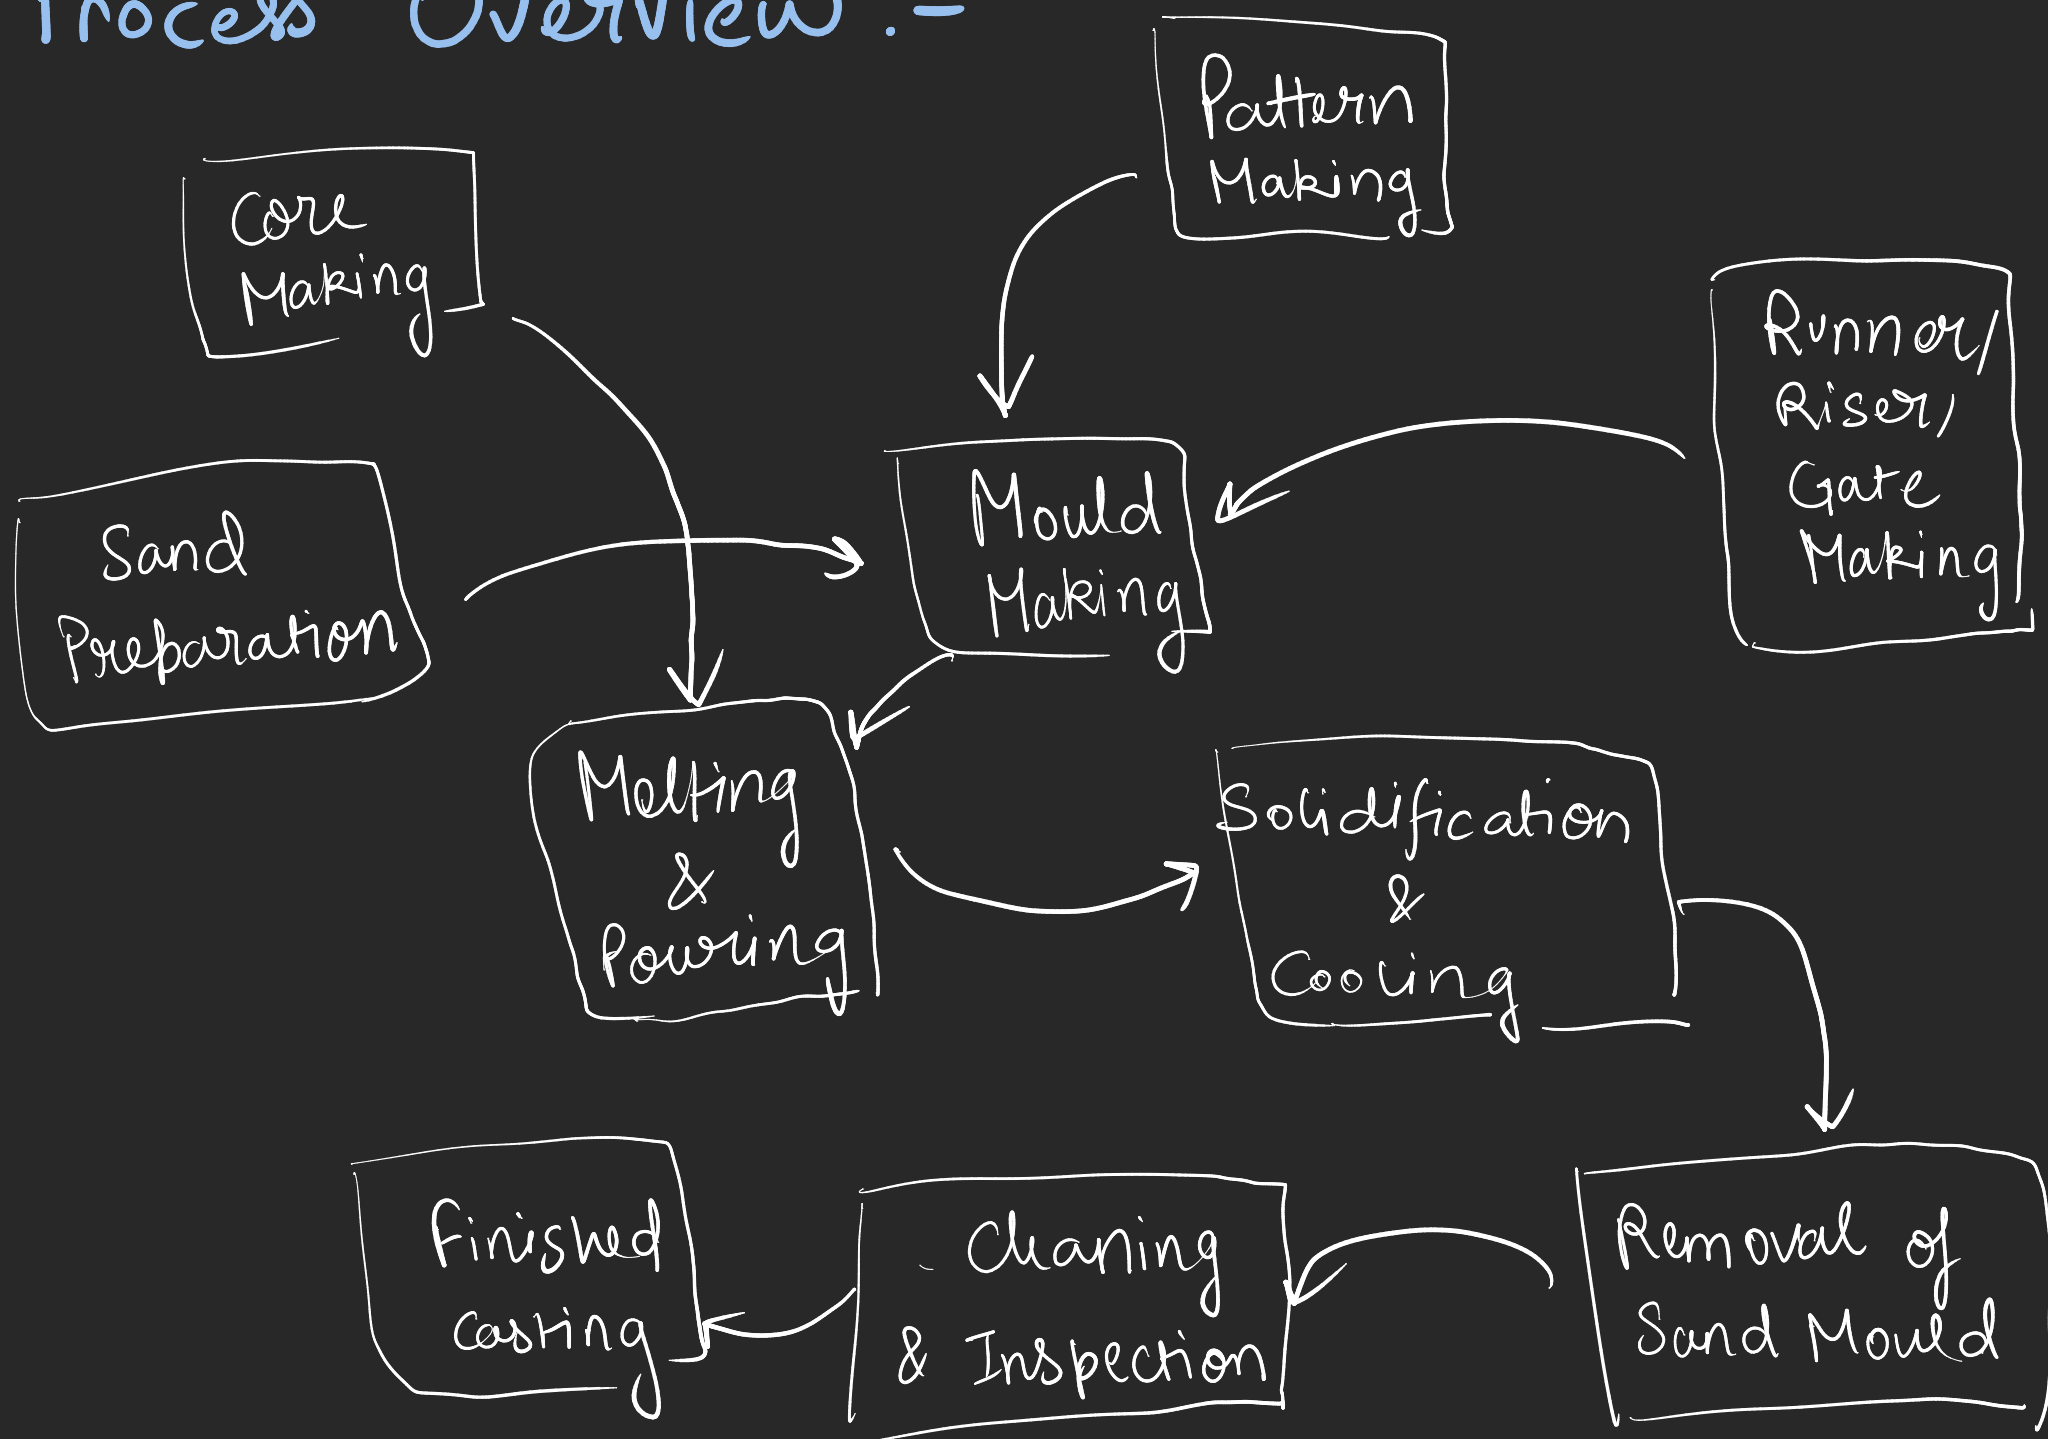 Process Overview :-
Pattern
Making
Core
Making
Runner/
Riser/
Gate
Making
Mould
Making
Sand
Preparation
Melting
&
Pouring
Solidification
&
Cooling
Removal of
Sand Mould
Cleaning
& Inspection
Finished
Casting